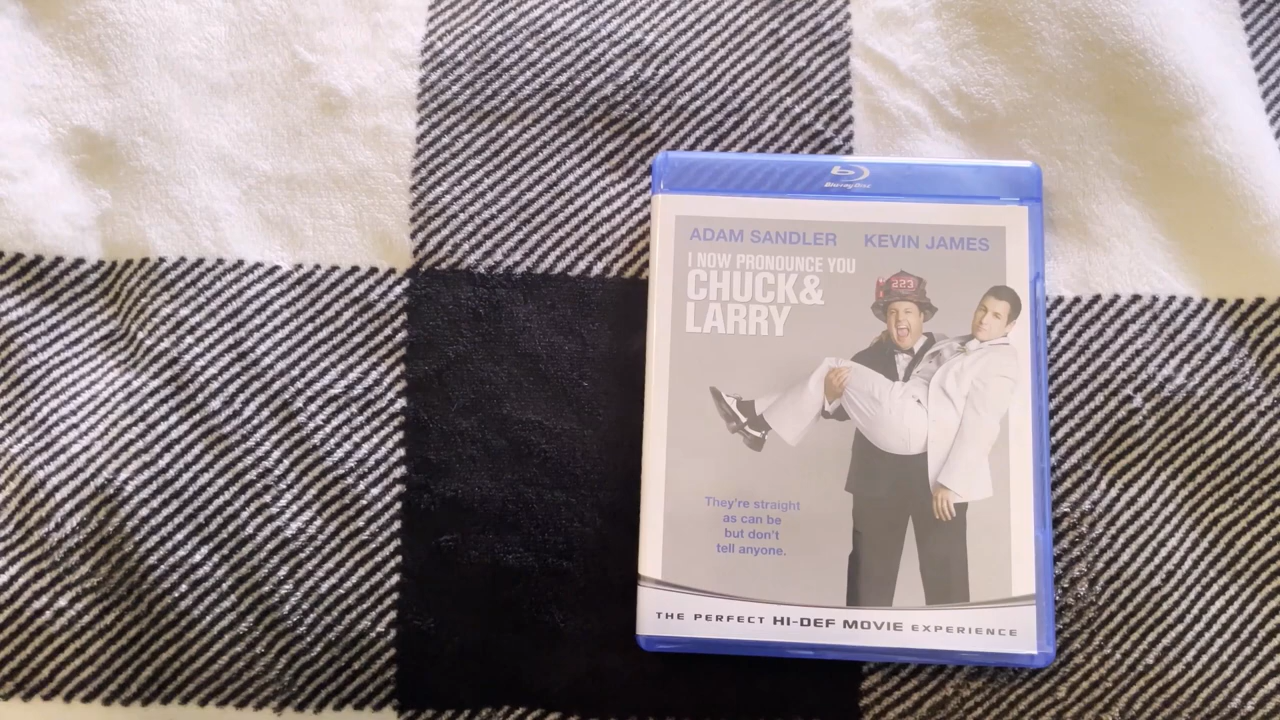 Blu-ray Disc
ADAM SANDLER KEVIN JAMES
I NOW PRONOUNCE YOU
CHUCK&
LARRY
223
They're straight
as can be
but don't
tell anyone.
THE PERFECT HI-DEF MOVIE EXPERIENCE